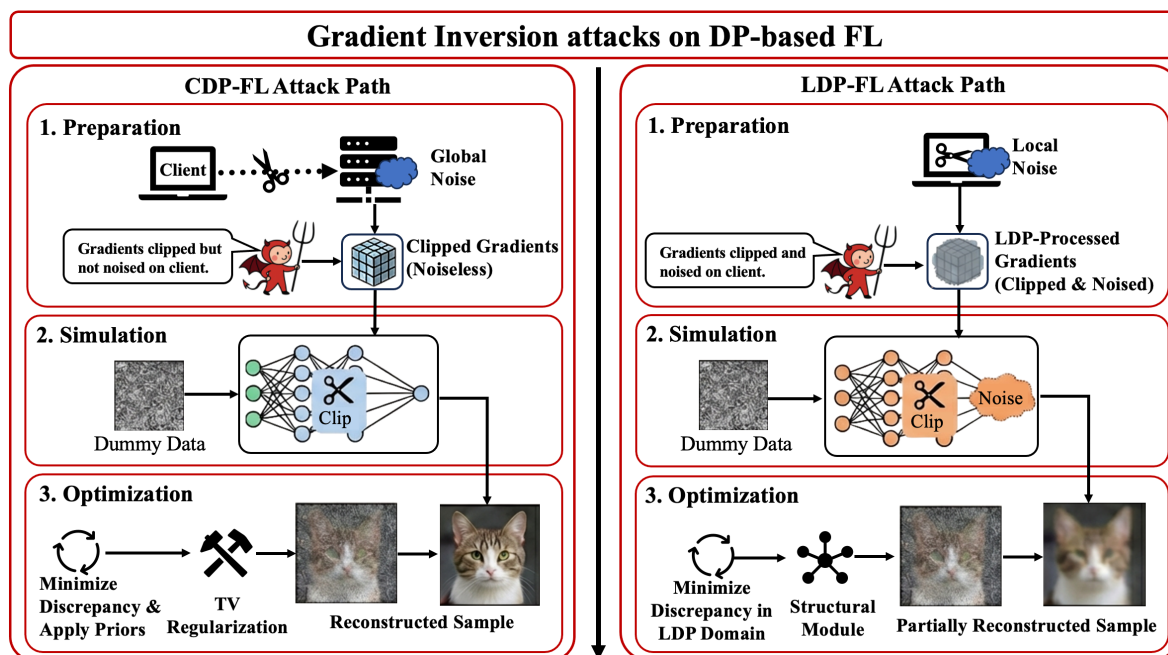 Gradient Inversion attacks on DP-based FL
CDP-FL Attack Path
1. Preparation
Client
Global
Noise
Gradients clipped but
not noised on client.
Clipped Gradients
(Noiseless)
2. Simulation
Clip
Dummy Data
3. Optimization
Minimize
Discrepancy &
Apply Priors
TV
Regularization
Reconstructed Sample
LDP-FL Attack Path
1. Preparation
Local
Noise
Gradients clipped and
noised on client.
LDP-Processed
Gradients
(Clipped & Noised)
2. Simulation
Clip
Noise
Dummy Data
3. Optimization
Minimize
Discrepancy in
LDP Domain
Structural
Module
Partially Reconstructed Sample